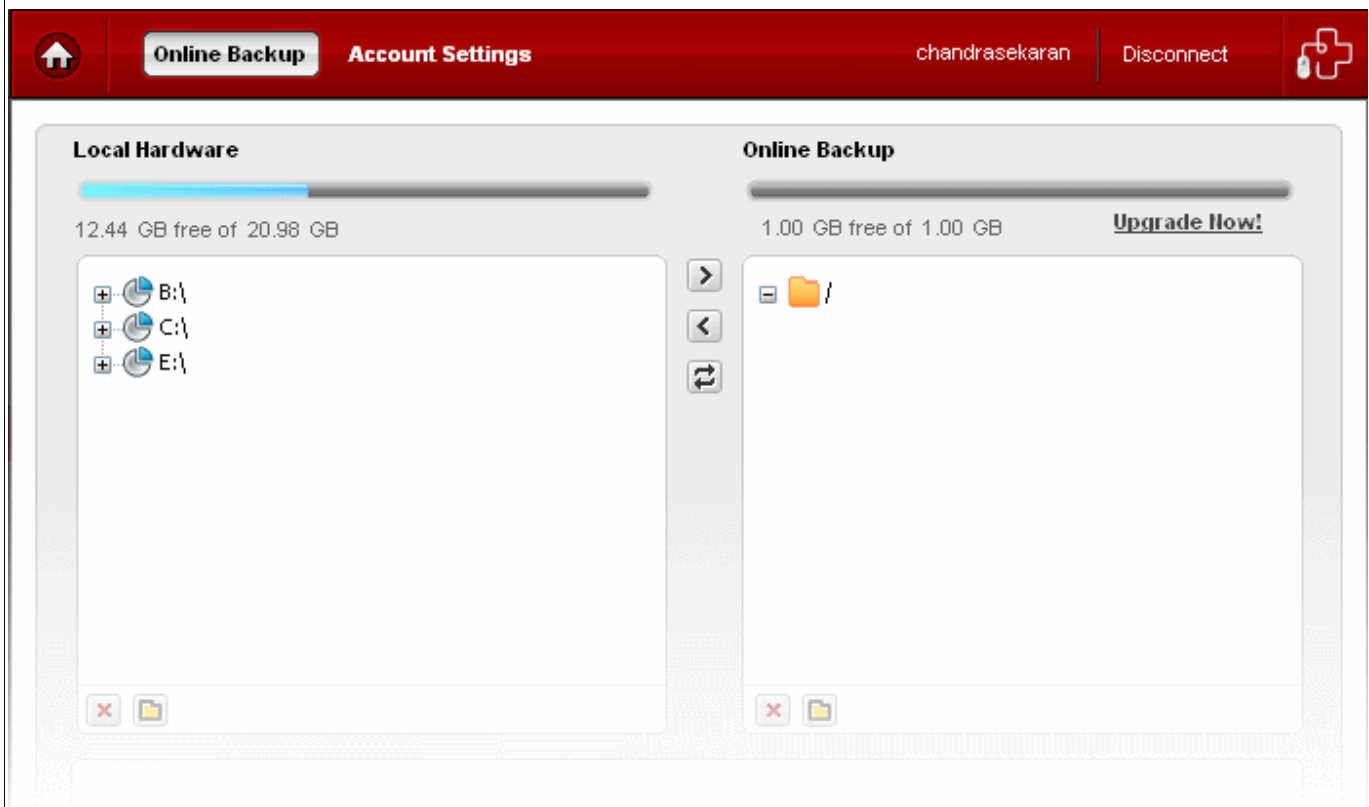 Online Backup
Account Settings
chandrasekaran
Disconnect
Local Hardware
Online Backup
12.44 GB free of 20.98 GB
1.00 GB free of 1.00 GB
Upgrade Now!
B:\
C:\
E:\
/